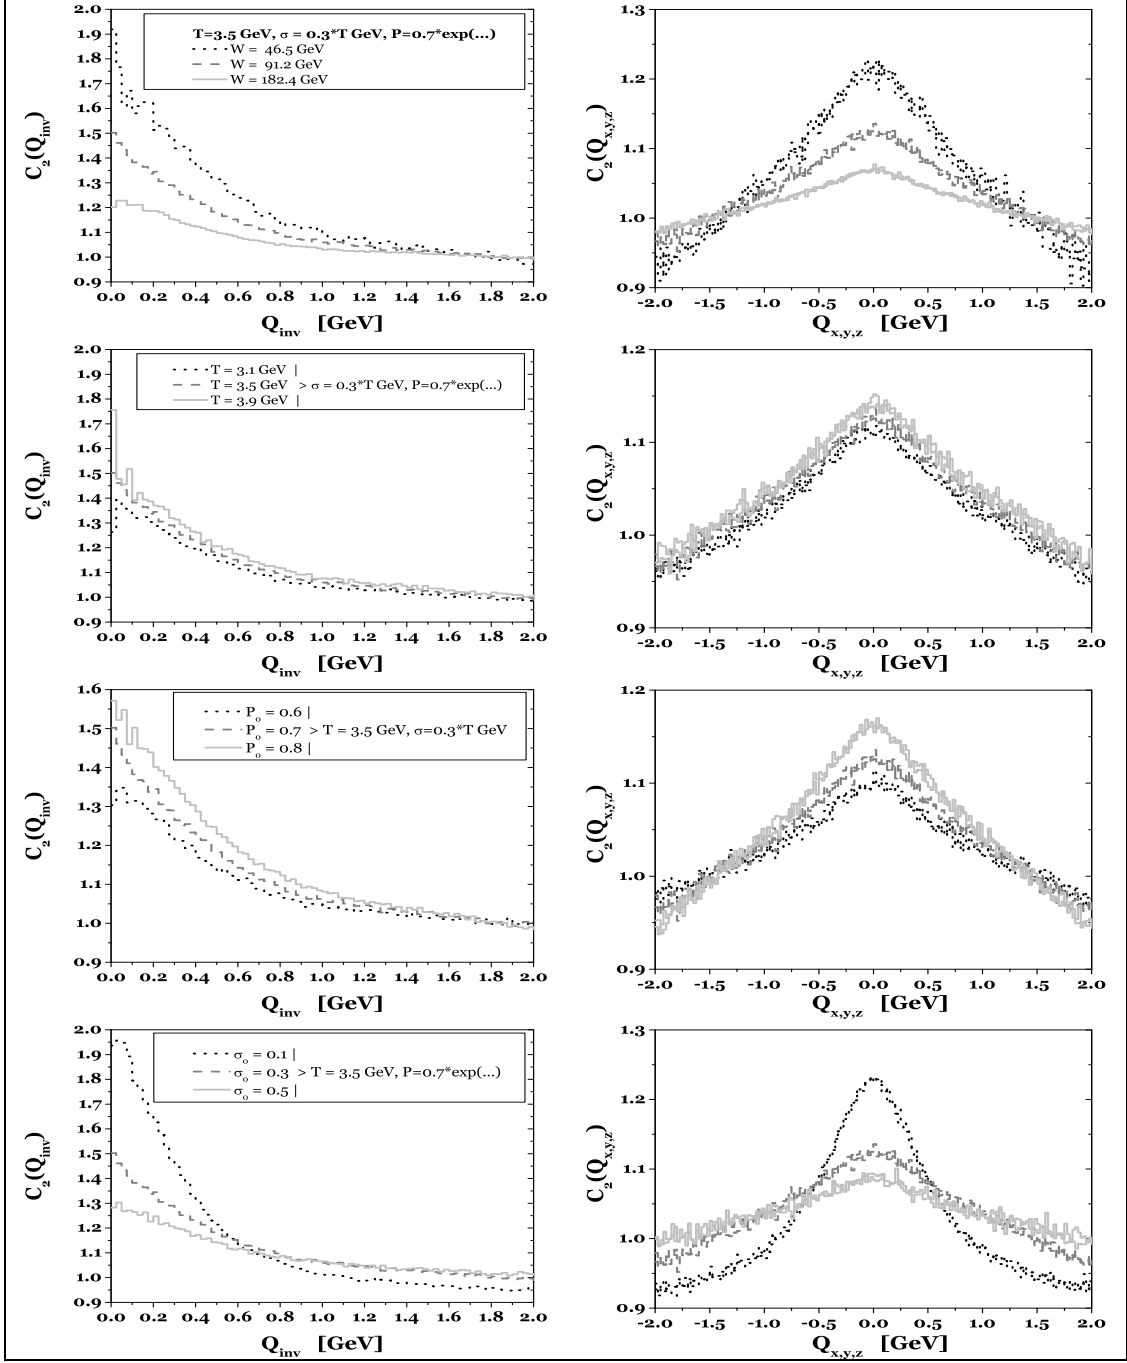 2.0
1.9
1.8
1.7
1.6
1.5
1.4
1.3
1.2
1.1
1.0
0.9
C2(Qinv)
T=3.5 GeV, σ = 0.3*T GeV, P=0.7*exp(...)
W = 46.5 GeV
W = 91.2 GeV
W = 182.4 GeV
0.0 0.2 0.4 0.6 0.8 1.0 1.2 1.4 1.6 1.8 2.0
Qinv [GeV]
1.3
1.2
1.1
1.0
0.9
C2(Qx,y,z)
-2.0 -1.5 -1.0 -0.5 0.0 0.5 1.0 1.5 2.0
Qx,y,z [GeV]
2.0
1.9
1.8
1.7
1.6
1.5
1.4
1.3
1.2
1.1
1.0
0.9
C2(Qinv)
T = 3.1 GeV |
T = 3.5 GeV > σ = 0.3*T GeV, P=0.7*exp(...)
T = 3.9 GeV |
0.0 0.2 0.4 0.6 0.8 1.0 1.2 1.4 1.6 1.8 2.0
Qinv [GeV]
1.2
1.1
1.0
0.9
C2(Qx,y,z)
-2.0 -1.5 -1.0 -0.5 0.0 0.5 1.0 1.5 2.0
Qx,y,z [GeV]
1.6
1.5
1.4
1.3
1.2
1.1
1.0
0.9
C2(Qinv)
Po = 0.6 |
Po = 0.7 > T = 3.5 GeV, σ=0.3*T GeV
Po = 0.8 |
0.0 0.2 0.4 0.6 0.8 1.0 1.2 1.4 1.6 1.8 2.0
Qinv [GeV]
1.2
1.1
1.0
0.9
C2(Qx,y,z)
-2.0 -1.5 -1.0 -0.5 0.0 0.5 1.0 1.5 2.0
Qx,y,z [GeV]
2.0
1.9
1.8
1.7
1.6
1.5
1.4
1.3
1.2
1.1
1.0
0.9
C2(Qinv)
σo = 0.1 |
σo = 0.3 > T = 3.5 GeV, P=0.7*exp(...)
σo = 0.5 |
0.0 0.2 0.4 0.6 0.8 1.0 1.2 1.4 1.6 1.8 2.0
Qinv [GeV]
1.3
1.2
1.1
1.0
0.9
C2(Qx,y,z)
-2.0 -1.5 -1.0 -0.5 0.0 0.5 1.0 1.5 2.0
Qx,y,z [GeV]